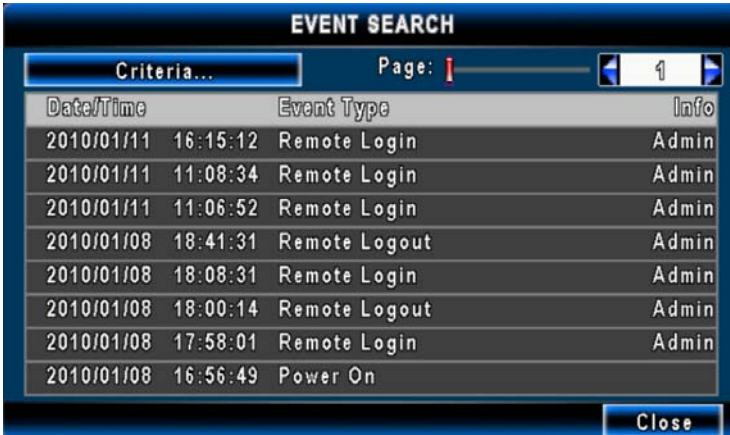 EVENT SEARCH
Criteria... Page: 1
Date/Time Event Type Info
2010/01/11 16:15:12 Remote Login Admin
2010/01/11 11:08:34 Remote Login Admin
2010/01/11 11:06:52 Remote Login Admin
2010/01/08 18:41:31 Remote Logout Admin
2010/01/08 18:08:31 Remote Login Admin
2010/01/08 18:00:14 Remote Logout Admin
2010/01/08 17:58:01 Remote Login Admin
2010/01/08 16:56:49 Power On
Close